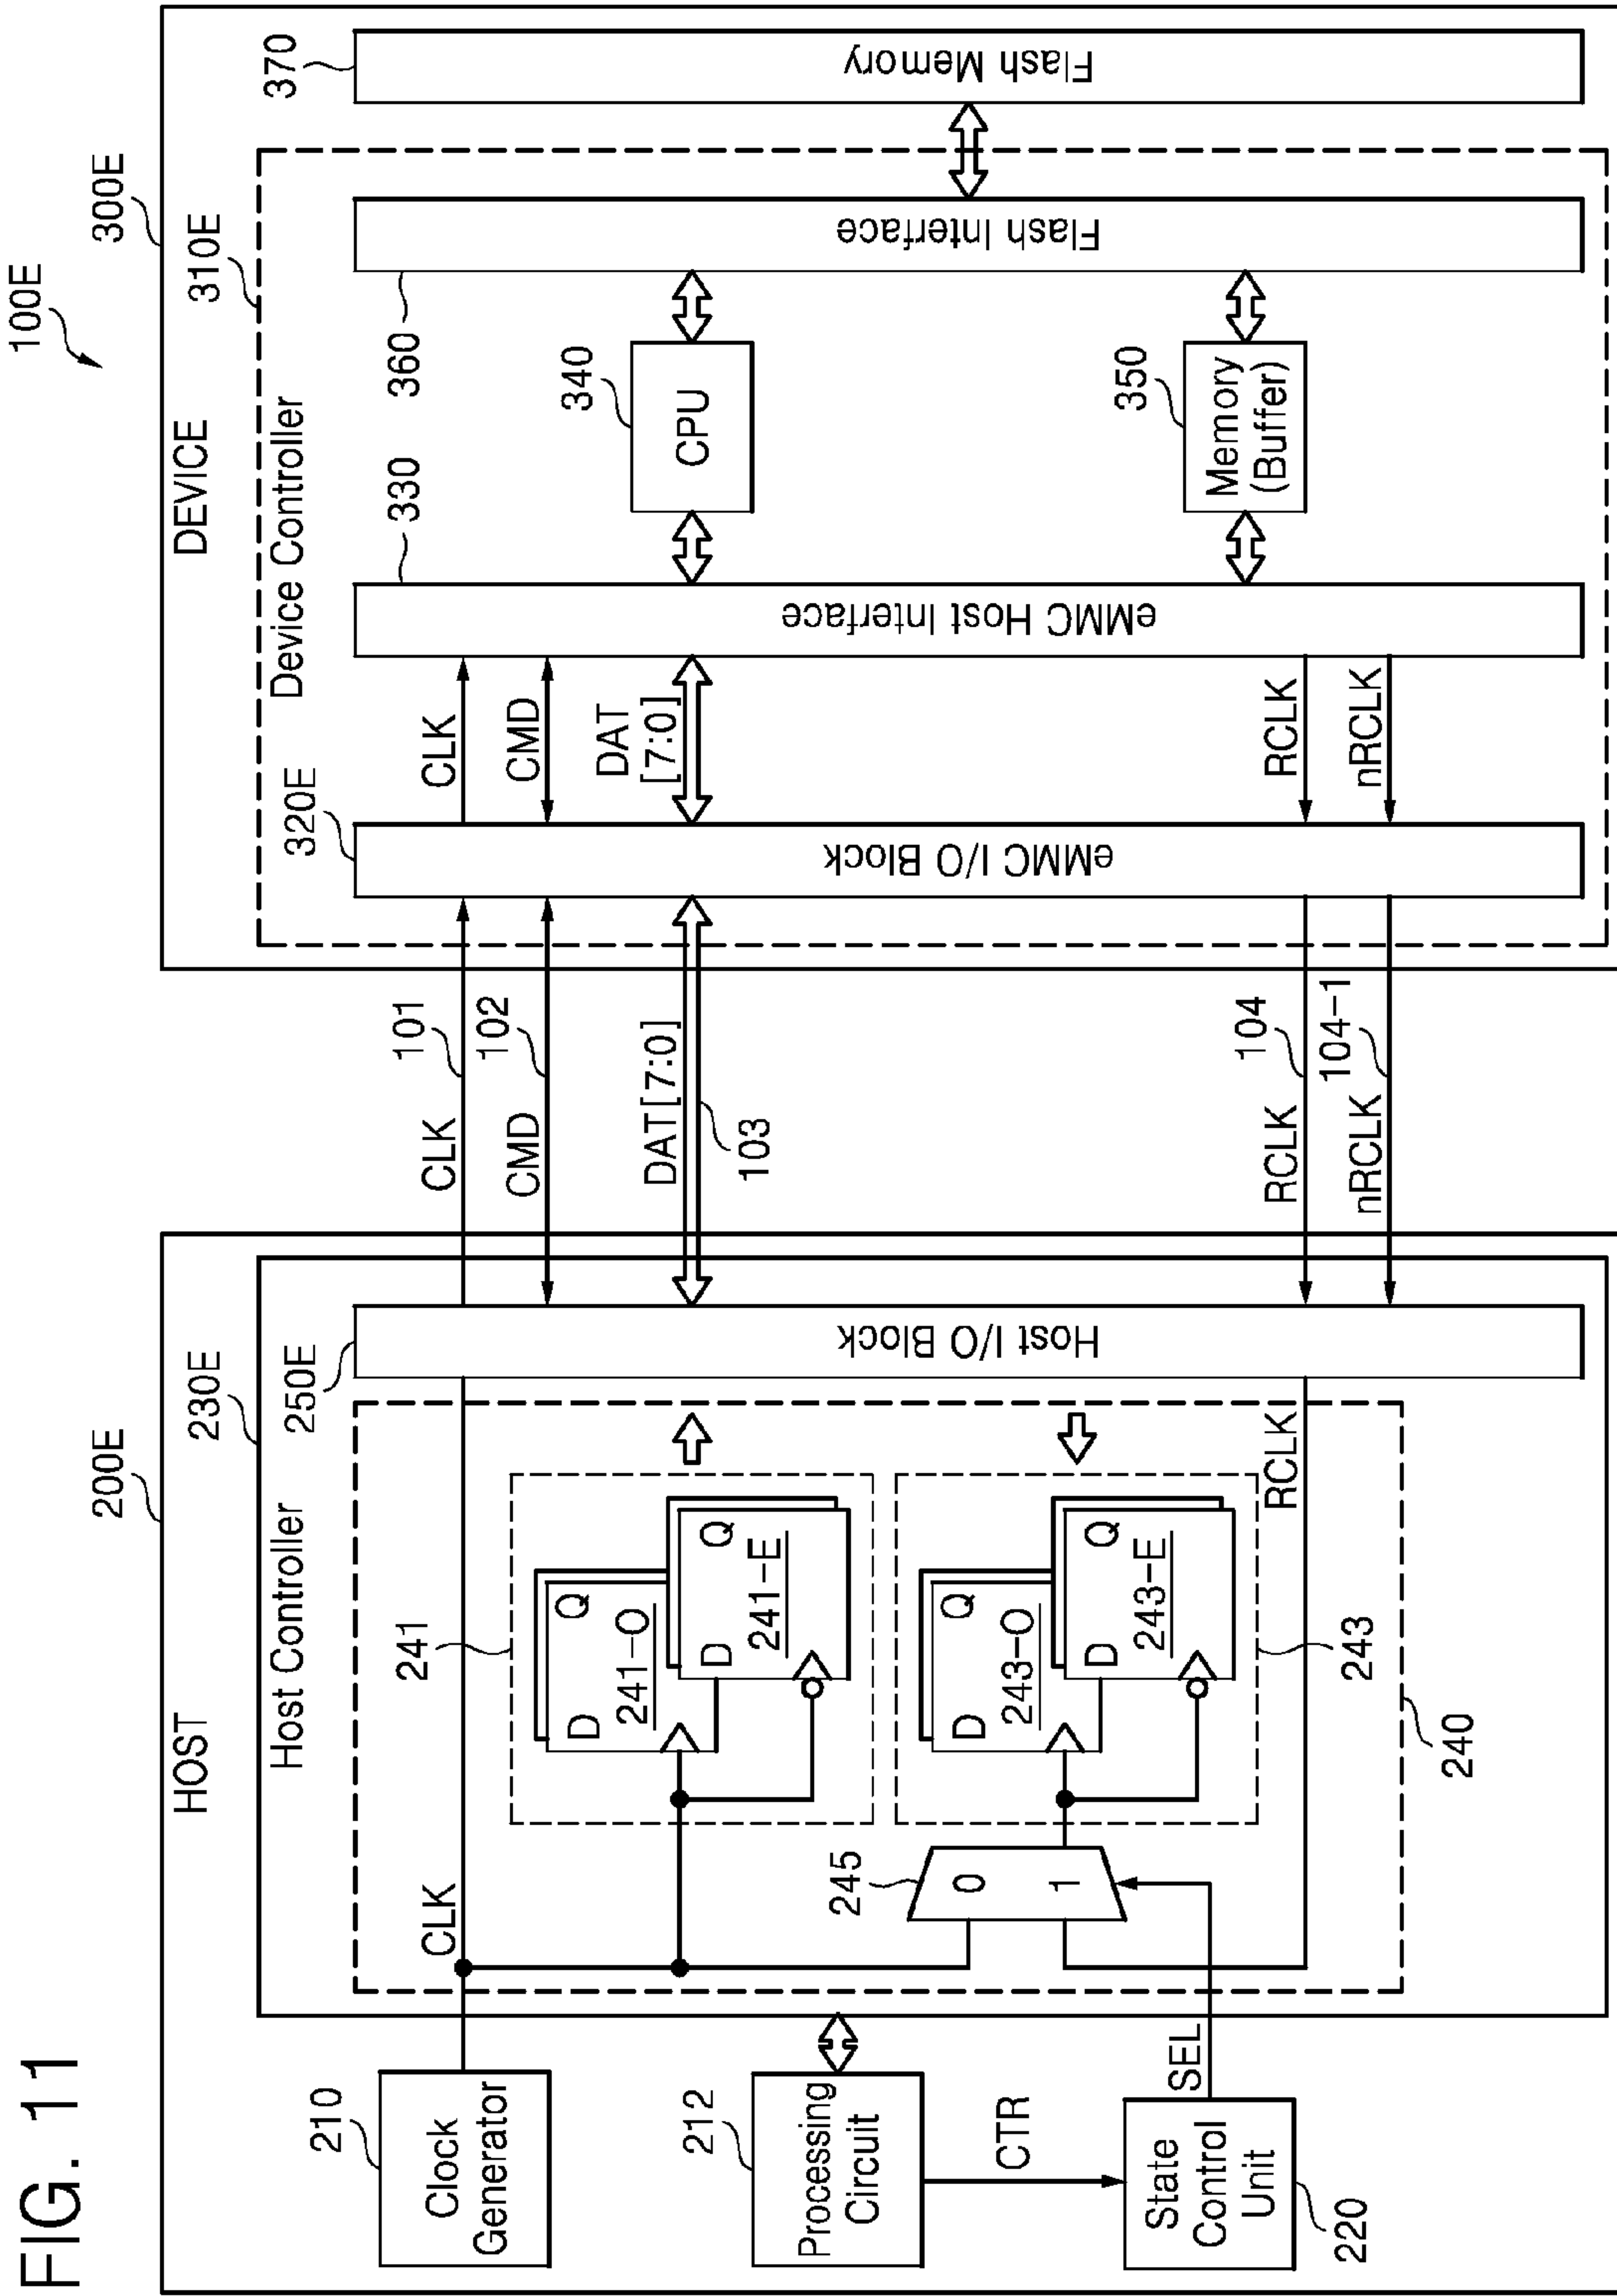 FIG. 11
100E
HOST
200E
Host Controller
230E
210
Clock
Generator
212
Processing
Circuit
CTR
State
Control
Unit
220
SEL
CLK
245
0
1
241
D
Q
241-O
D
Q
241-E
D
Q
243-O
D
Q
243-E
243
240
RCLK
250E
Host I/O Block
CLK
101
CMD
102
DAT[7:0]
103
RCLK
104
nRCLK
104-1
DEVICE
300E
Device Controller
310E
320E
eMMC I/O Block
CLK
CMD
DAT
[7:0]
RCLK
nRCLK
330
eMMC Host Interface
340
CPU
350
Memory
(Buffer)
360
Flash Interface
370
Flash Memory